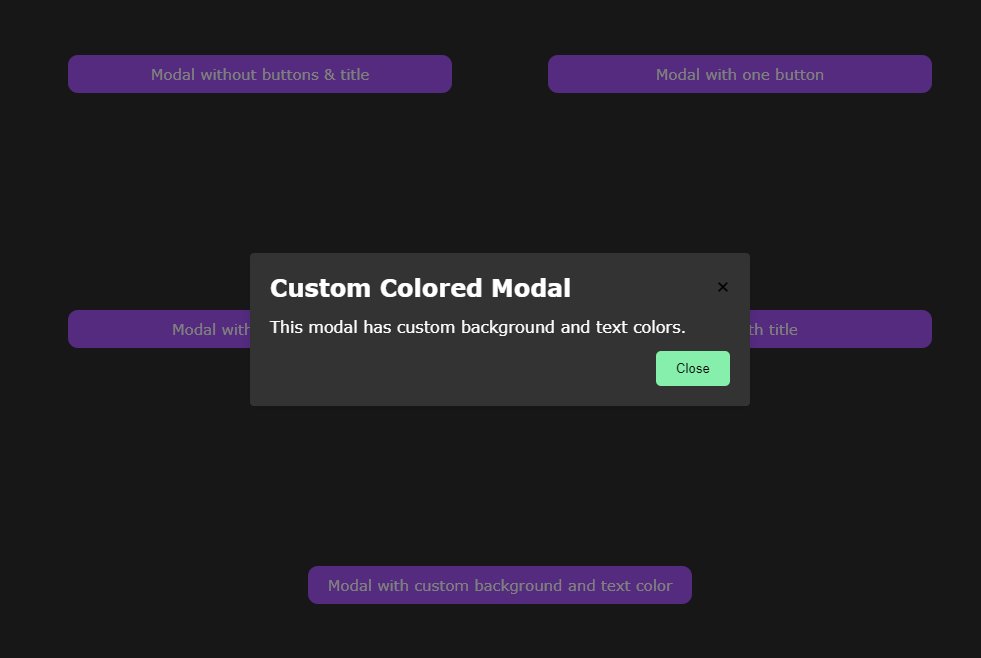 Modal without buttons & title
Modal with one button
Custom Colored Modal
×
This modal has custom background and text colors.
Modal with
title
Close
Modal with custom background and text color